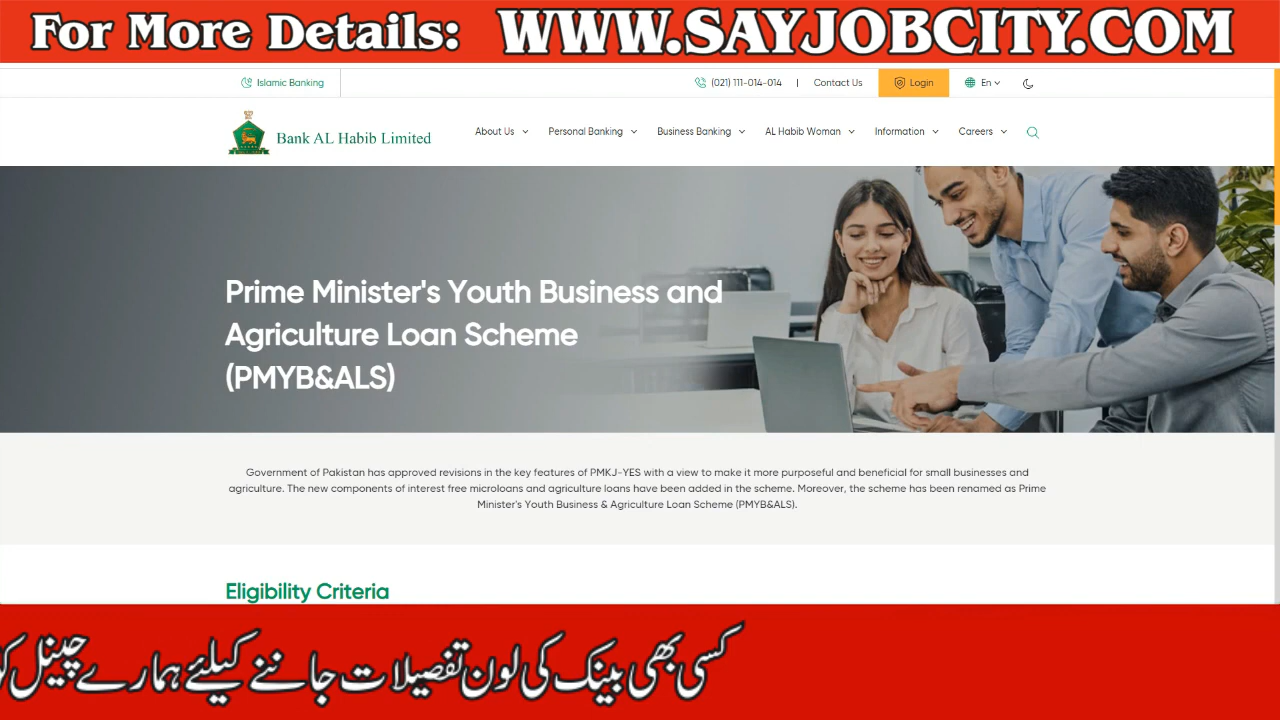 For More Details: WWW.SAYJOBCITY.COM
Islamic Banking
(021) 111-014-014 | Contact Us Login En
Bank AL Habib Limited
About Us Personal Banking Business Banking AL Habib Woman Information Careers
Prime Minister's Youth Business and
Agriculture Loan Scheme
(PMYB&ALS)
Government of Pakistan has approved revisions in the key features of PMKJ-YES with a view to make it more purposeful and beneficial for small businesses and
agriculture. The new components of interest free microloans and agriculture loans have been added in the scheme. Moreover, the scheme has been renamed as Prime
Minister's Youth Business & Agriculture Loan Scheme (PMYB&ALS).
Eligibility Criteria
کسی بھی بینک کی لون تفصیلات جاننے کیلئے ہمارے چینل کو